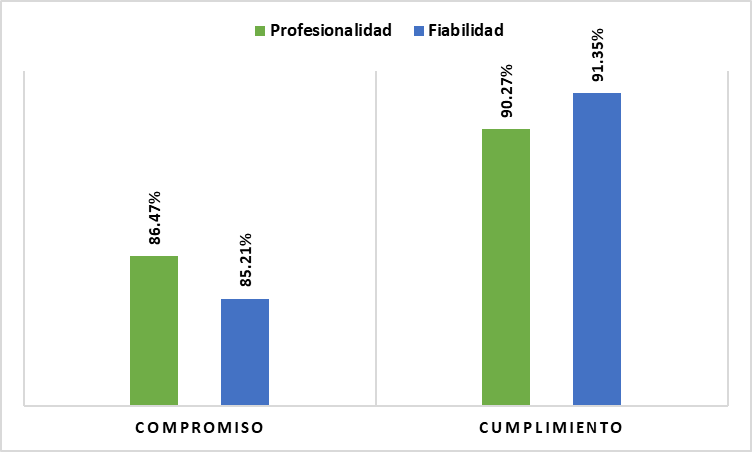 Profesionalidad Fiabilidad
86.47%
85.21%
90.27%
91.35%
COMPROMISO
CUMPLIMIENTO